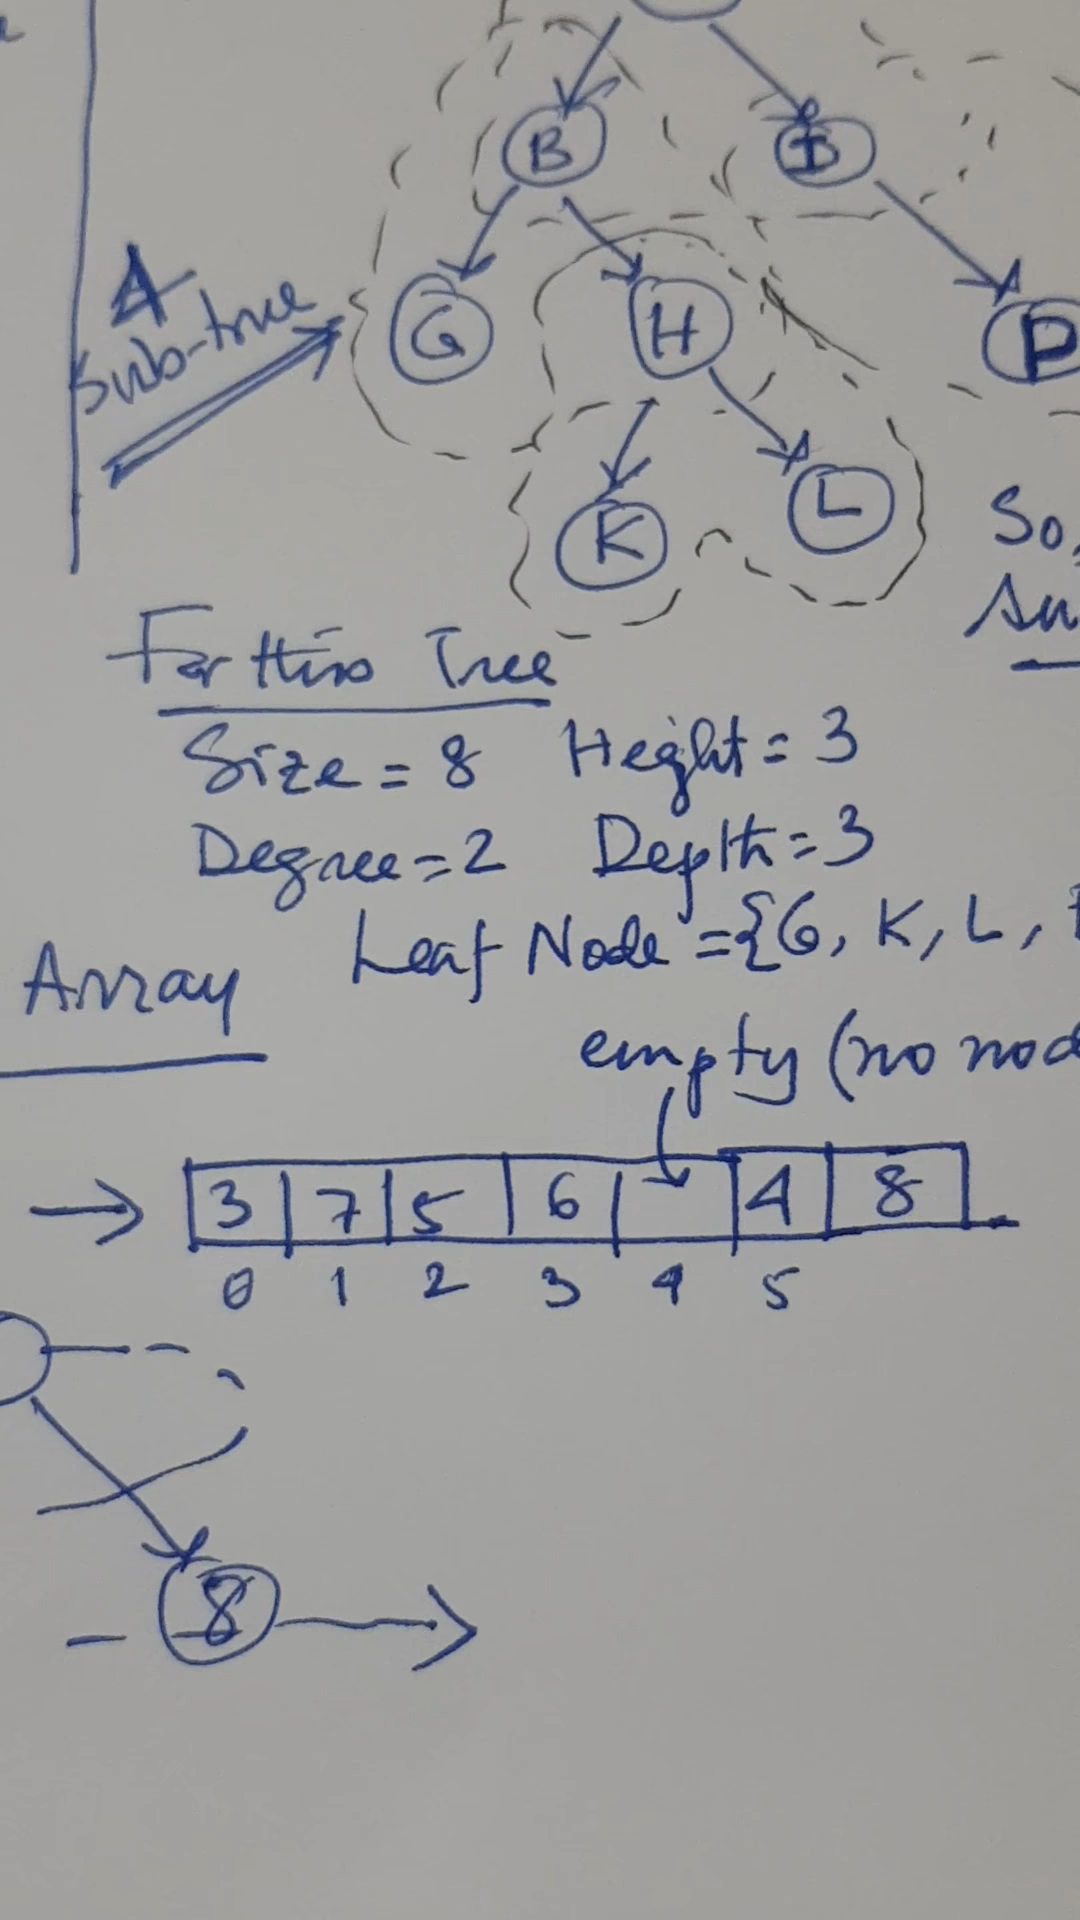 B
G
H
P
A
Sub-tree
K
L
So,
For this Tree
Size = 8 Height = 3
Degree = 2 Depth = 3
Leaf Node = {G, K, L,
Array
empty (no nod
3 7 5 6 4 8
0 1 2 3 4 5
8